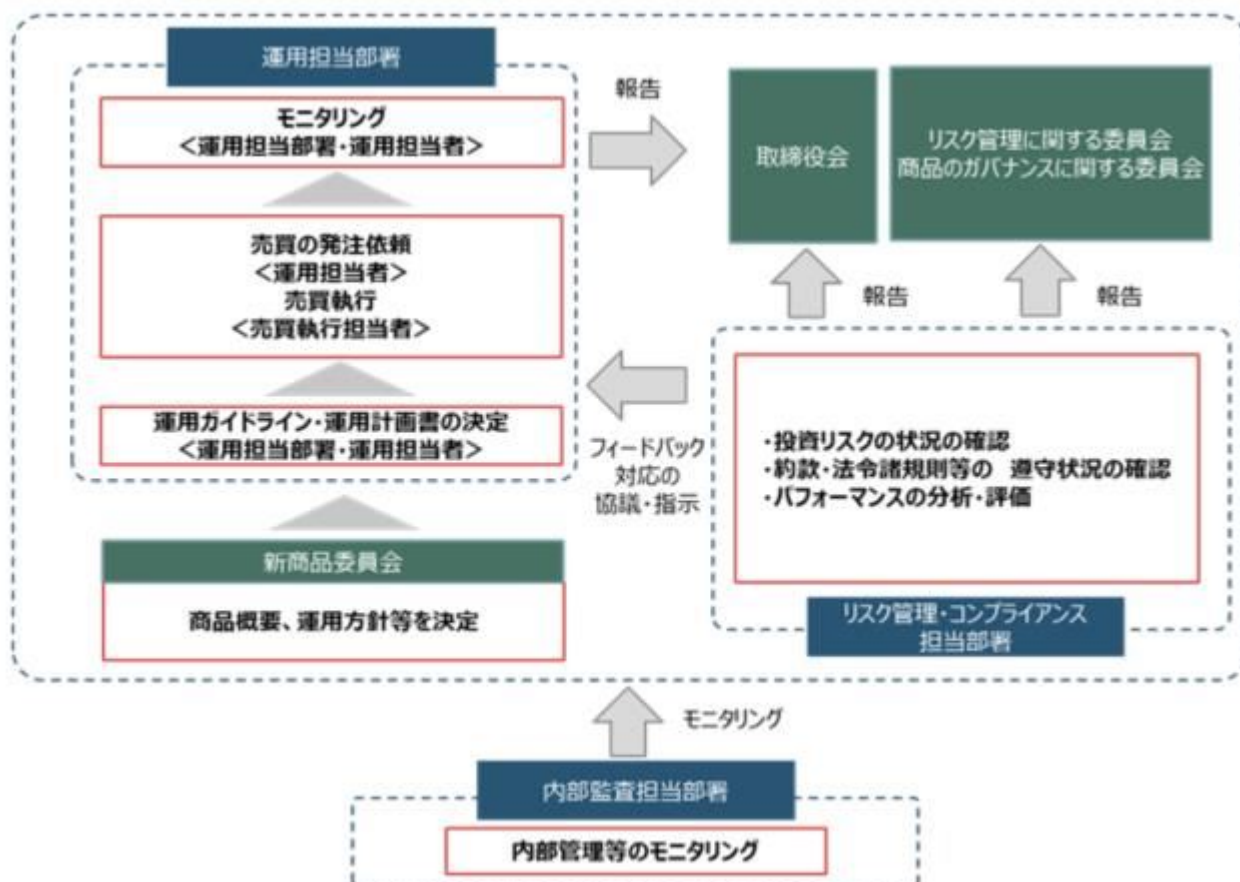 運用担当部署
モニタリング
<運用担当部署・運用担当者>
売買の発注依頼
<運用担当者>
売買執行
<売買執行担当者>
運用ガイドライン・運用計画書の決定
<運用担当部署・運用担当者>
新商品委員会
商品概要、運用方針等を決定
報告
取締役会
リスク管理に関する委員会
商品のガバナンスに関する委員会
報告
報告
フィードバック
対応の
協議・指示
・投資リスクの状況の確認
・約款・法令諸規則等の 遵守状況の確認
・パフォーマンスの分析・評価
リスク管理・コンプライアンス
担当部署
モニタリング
内部監査担当部署
内部管理等のモニタリング